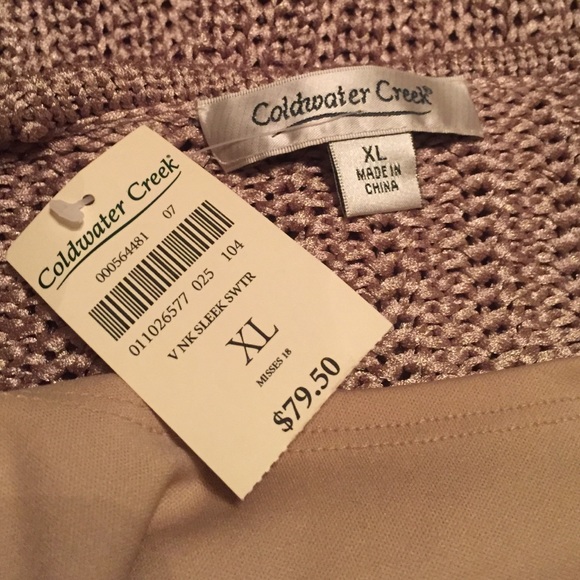 Coldwater Creek
XL
MADE IN
CHINA
Coldwater Creek
000564481 07
011026577 025 104
V NK SLEEK SWTR
XL
MISSES 18
$79.50